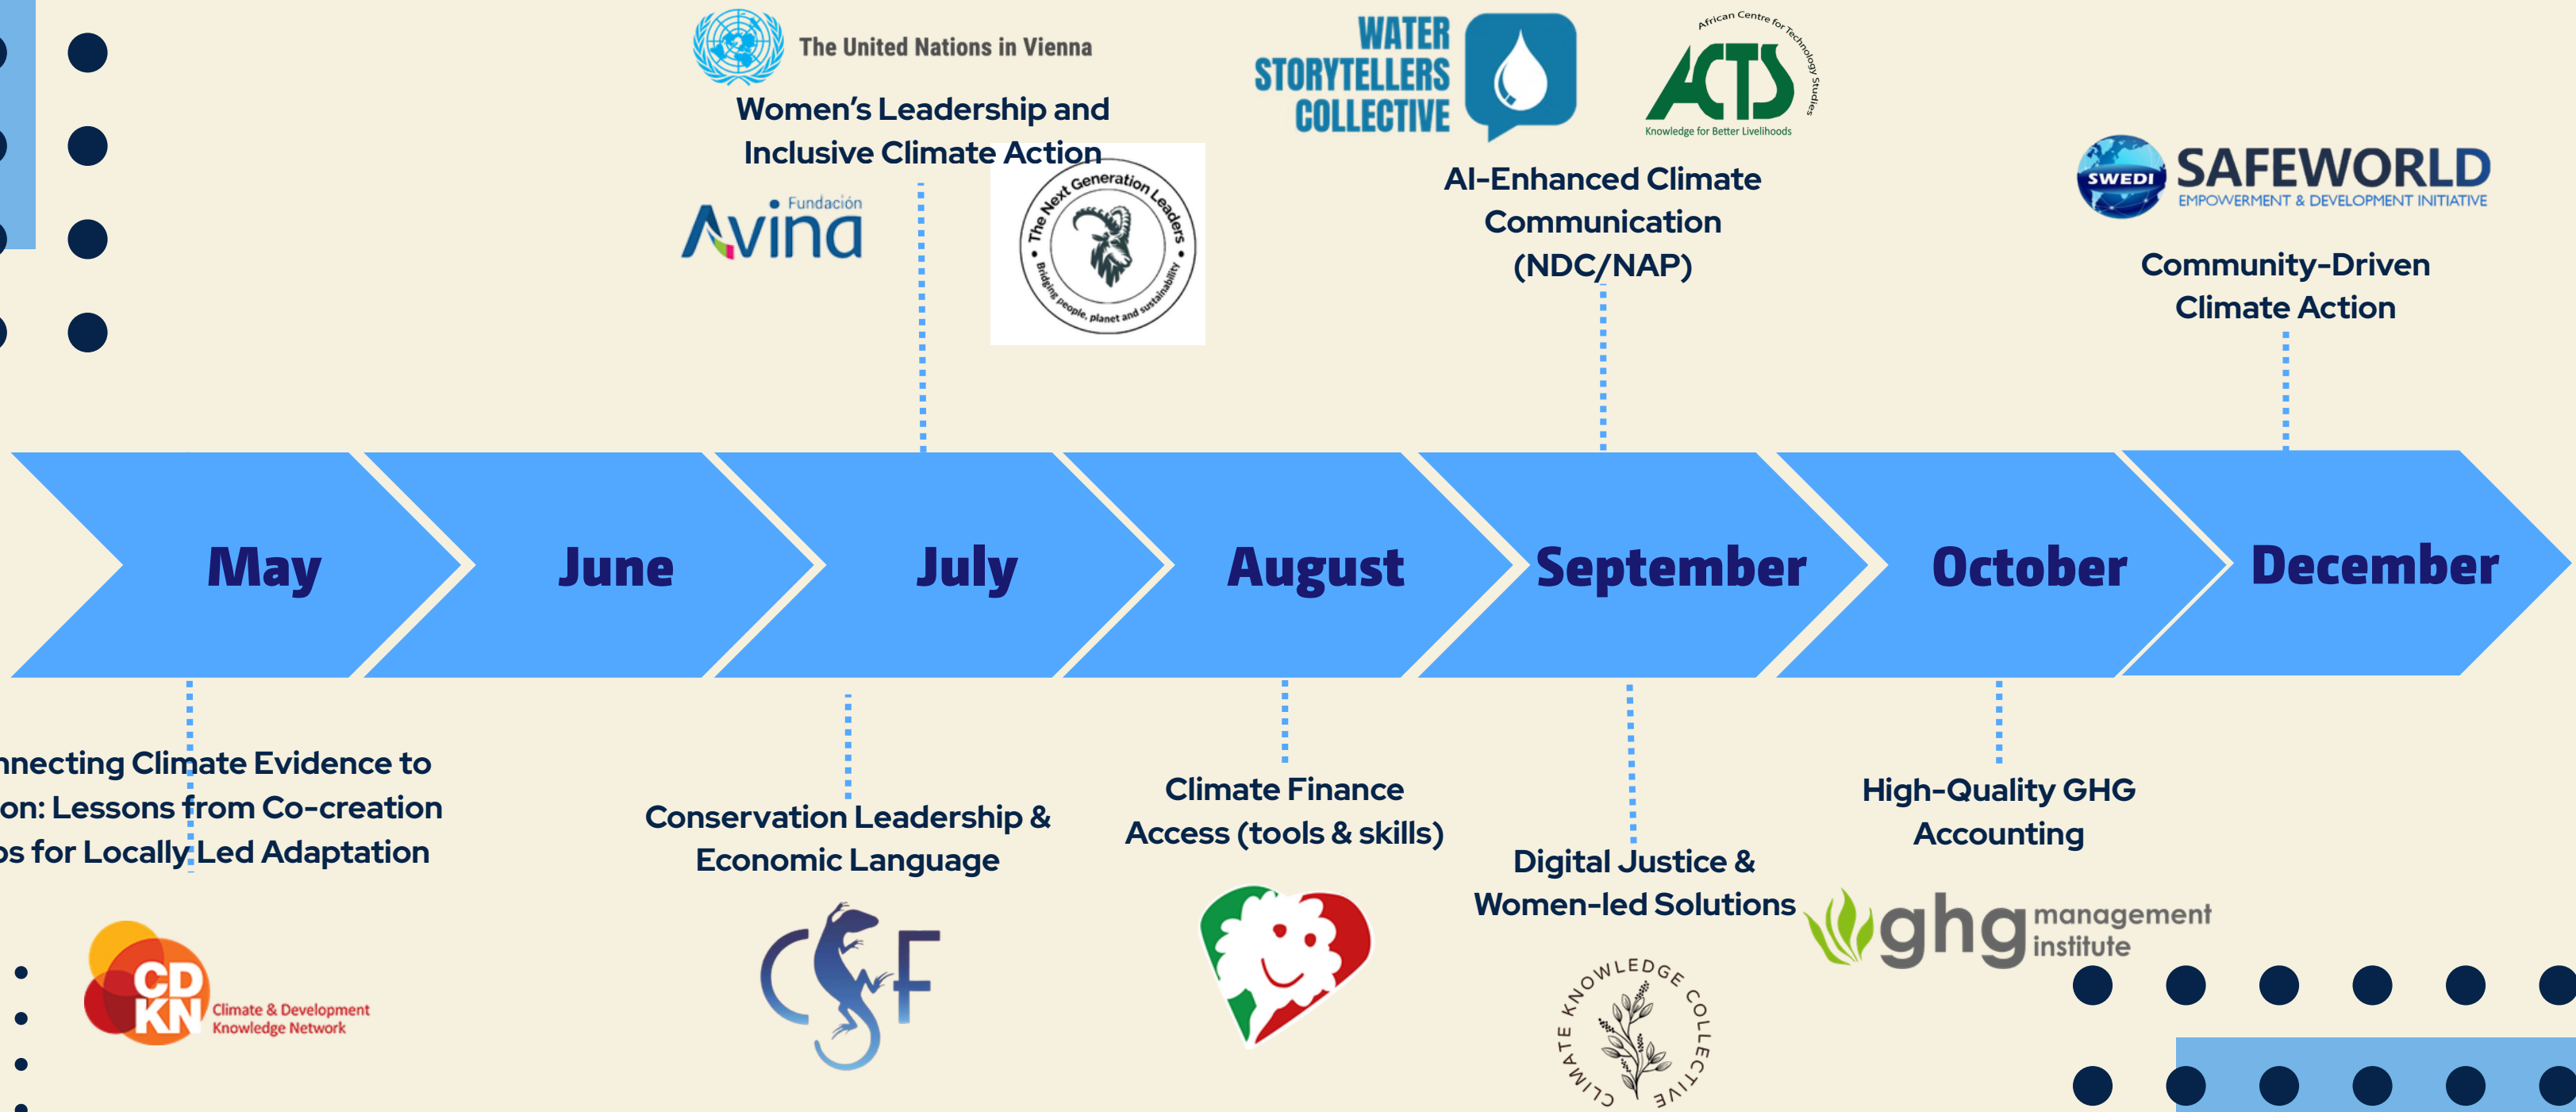 The United Nations in Vienna
Women's Leadership and
Inclusive Climate Action
Fundación
Avina
The Next Generation Leaders
Bridging people, planet and sustainability
WATER
STORYTELLERS
COLLECTIVE
African Centre for Technology Studies
ACTS
Knowledge for Better Livelihoods
AI-Enhanced Climate
Communication
(NDC/NAP)
SWEDI
SAFEWORLD
EMPOWERMENT & DEVELOPMENT INITIATIVE
Community-Driven
Climate Action
May
June
July
August
September
October
December
Climate Evidence to
Lessons from Co-creation
for Locally Led Adaptation
CD
KN
Climate & Development
Knowledge Network
Conservation Leadership &
Economic Language
CSF
Climate Finance
Access (tools & skills)
Digital Justice &
Women-led Solutions
CLIMATE KNOWLEDGE COLLECTIVE
High-Quality GHG
Accounting
ghg management
institute